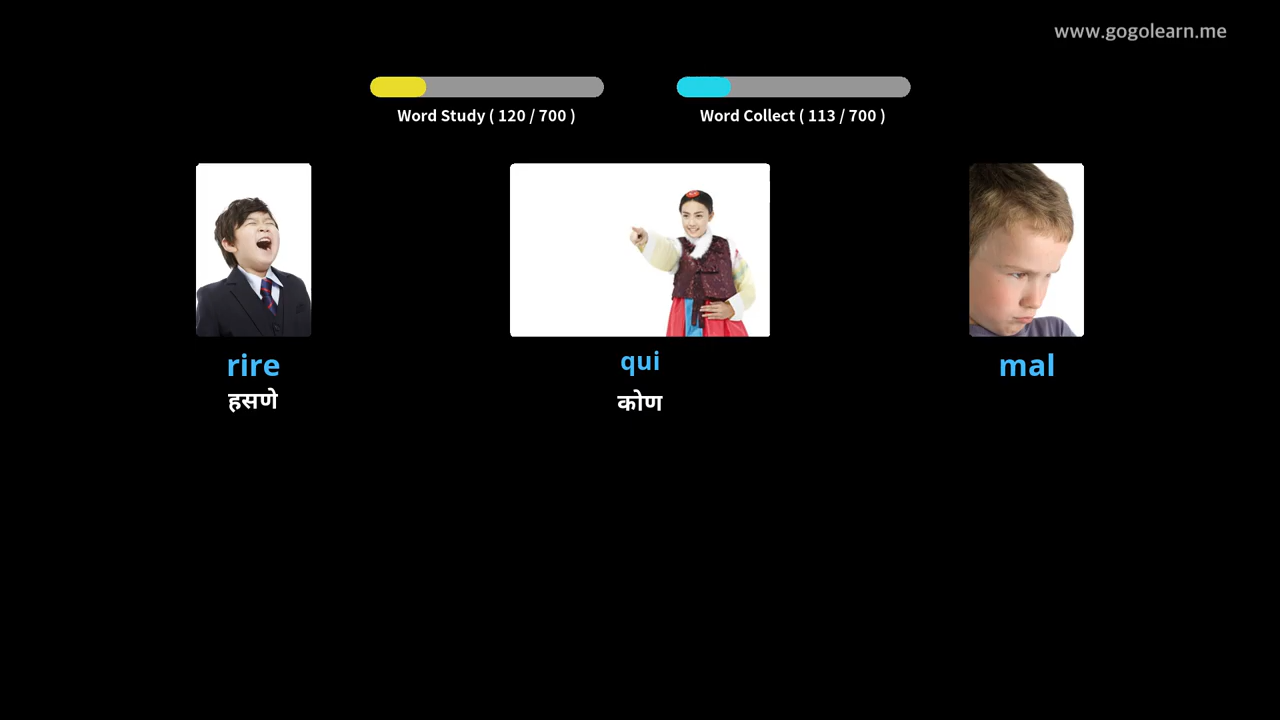 www.gogolearn.me
Word Study ( 120 / 700 )
Word Collect ( 113 / 700 )
rire
हसणे
qui
कोण
mal